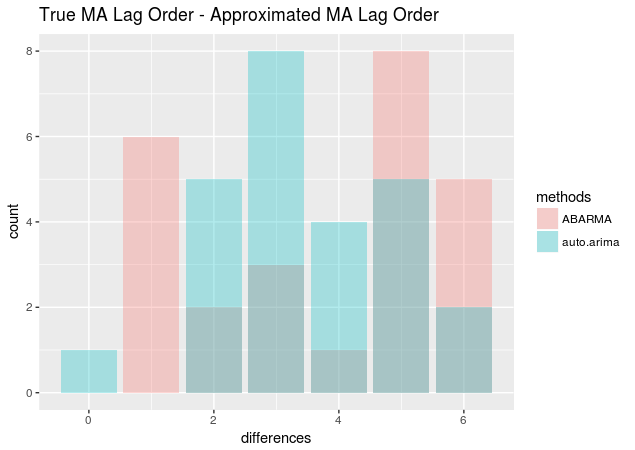 True MA Lag Order - Approximated MA Lag Order
8
6
4
2
0
count
0 2 4 6
differences
methods
ABARMA
auto.arima